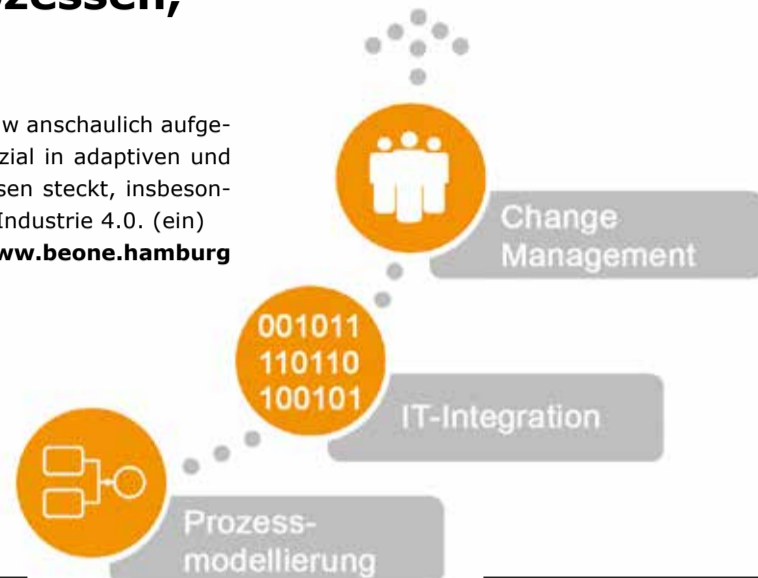 w anschaulich aufge-
zial in adaptiven und
sen steckt, insbeson-
Industrie 4.0. (ein)
ww.beone.hamburg
Change
Management
001011
110110
100101
IT-Integration
Prozess-
modellierung